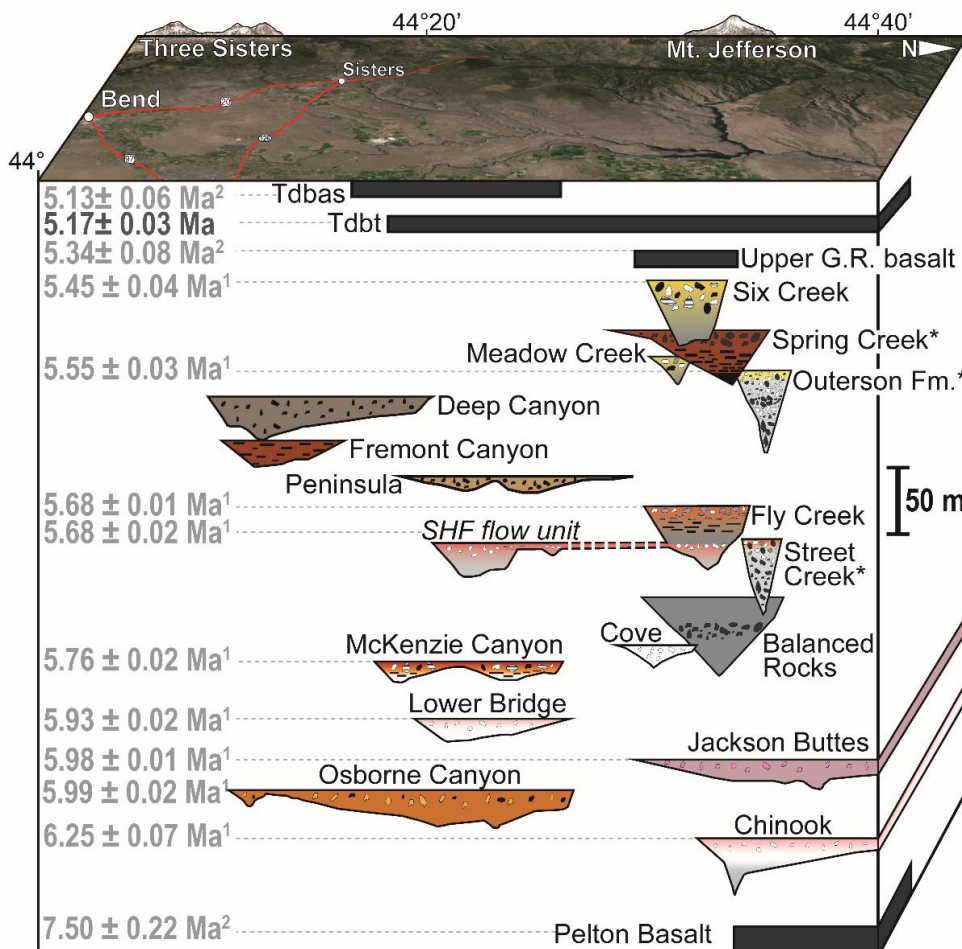 44°20’
44°40’
Three Sisters
Mt. Jefferson
N
Sisters
Bend
20
126
97
44°
5.13± 0.06 Ma²
Tdbas
5.17± 0.03 Ma
Tdbt
5.34± 0.08 Ma²
Upper G.R. basalt
5.45 ± 0.04 Ma¹
Six Creek
Spring Creek*
Meadow Creek
5.55 ± 0.03 Ma¹
Outerson Fm.*
Deep Canyon
Fremont Canyon
Peninsula
50 m
5.68 ± 0.01 Ma¹
Fly Creek
5.68 ± 0.02 Ma¹
SHF flow unit
Street
Creek*
Cove
Balanced
Rocks
McKenzie Canyon
5.76 ± 0.02 Ma¹
Lower Bridge
5.93 ± 0.02 Ma¹
Jackson Buttes
5.98 ± 0.01 Ma¹
Osborne Canyon
5.99 ± 0.02 Ma¹
Chinook
6.25 ± 0.07 Ma¹
7.50 ± 0.22 Ma²
Pelton Basalt